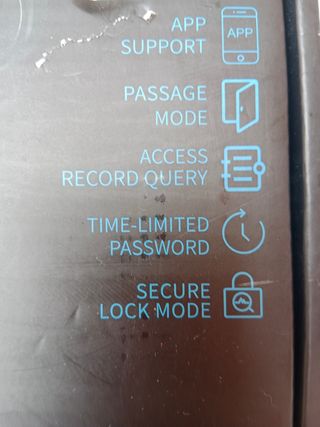 APP
SUPPORT
APP
PASSAGE
MODE
ACCESS
RECORD QUERY
TIME-LIMITED
PASSWORD
SECURE
LOCK MODE